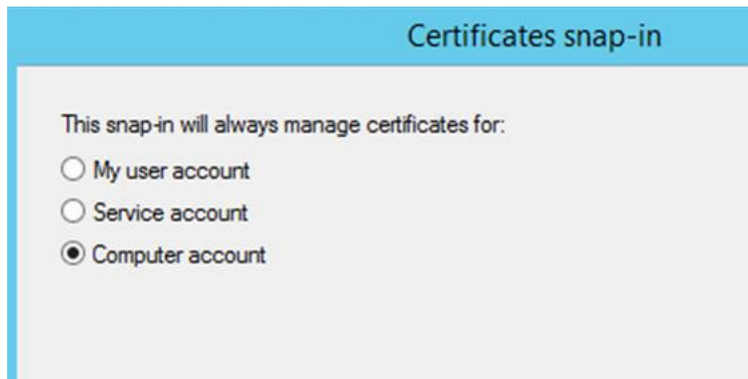 Certificates snap-in
This snap-in will always manage certificates for:
My user account
Service account
Computer account